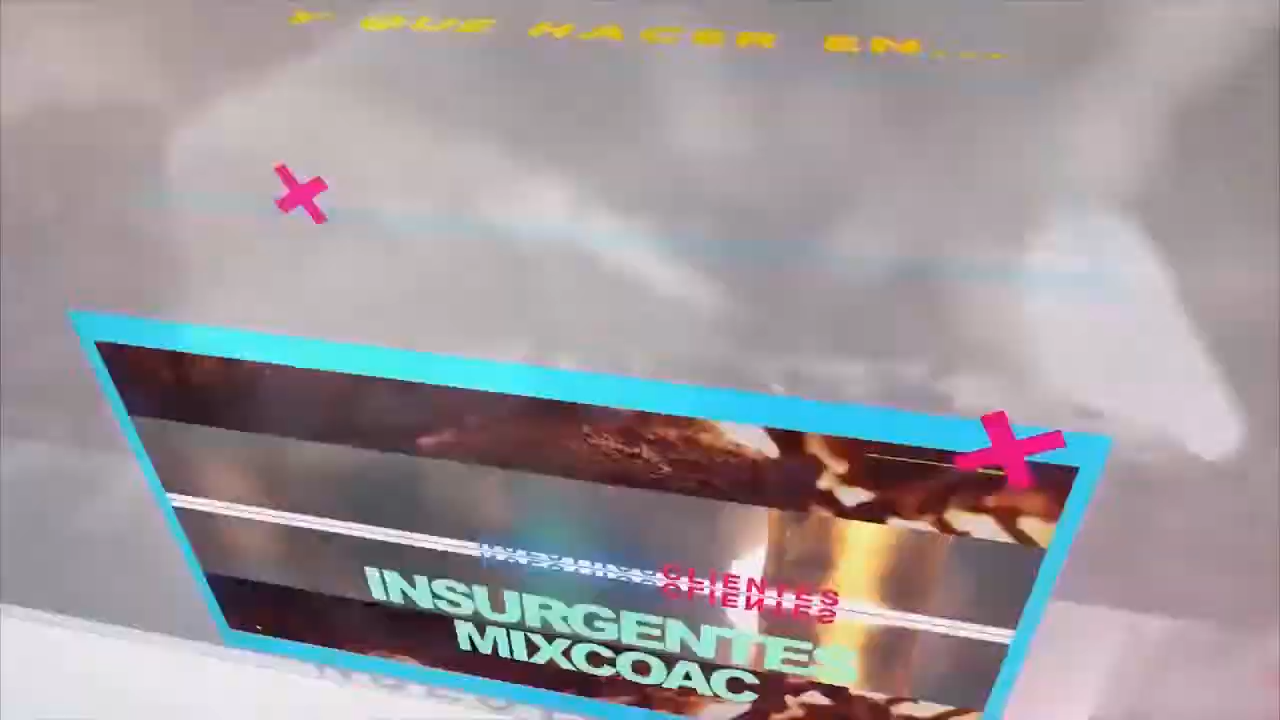 Y QUE HACER EN...
CLIENTES
INSURGENTES
MIXCOAC